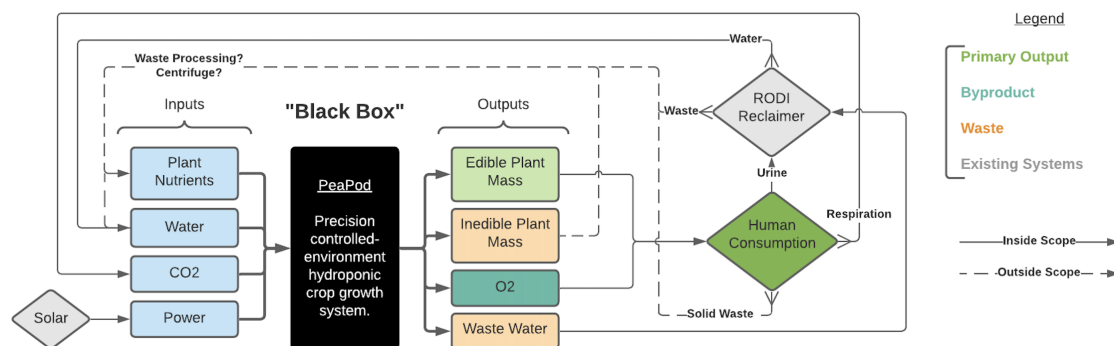 Water
Legend
Waste Processing?
Centrifuge?
Primary Output
Byproduct
Waste
Existing Systems
Inputs
"Black Box"
Outputs
RODI
Reclaimer
Waste
Plant
Nutrients
PeaPod
Precision
controlled-
environment
hydroponic
crop growth
system.
Edible Plant
Mass
Urine
Water
Inedible Plant
Mass
Human
Consumption
Respiration
Inside Scope
CO2
O2
Outside Scope
Solar
Power
Waste Water
Solid Waste